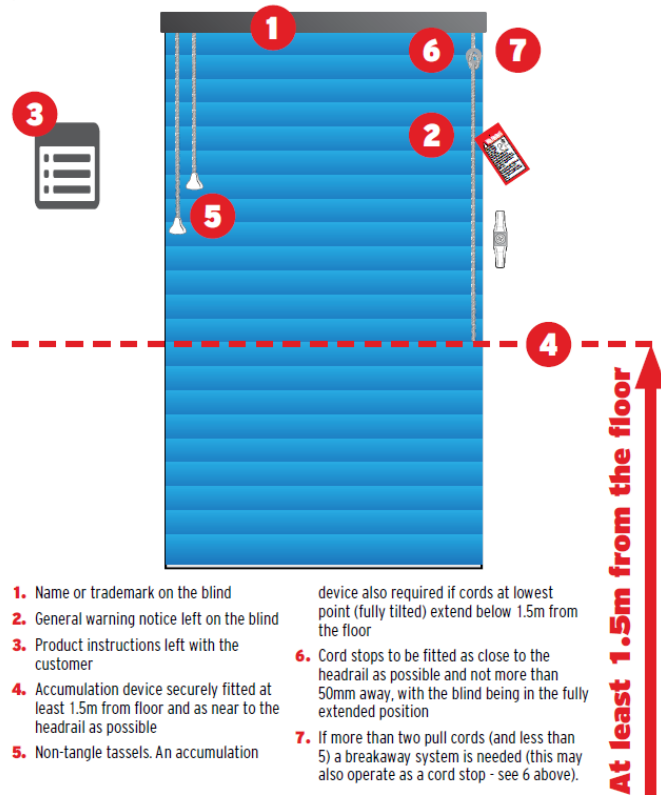 1
6
7
3
2
5
4
At least 1.5m from the floor
1. Name or trademark on the blind
2. General warning notice left on the blind
3. Product instructions left with the
customer
4. Accumulation device securely fitted at
least 1.5m from floor and as near to the
headrail as possible
5. Non-tangle tassels. An accumulation
device also required if cords at lowest
point (fully tilted) extend below 1.5m from
the floor
6. Cord stops to be fitted as close to the
headrail as possible and not more than
50mm away, with the blind being in the fully
extended position
7. If more than two pull cords (and less than
5) a breakaway system is needed (this may
also operate as a cord stop - see 6 above).